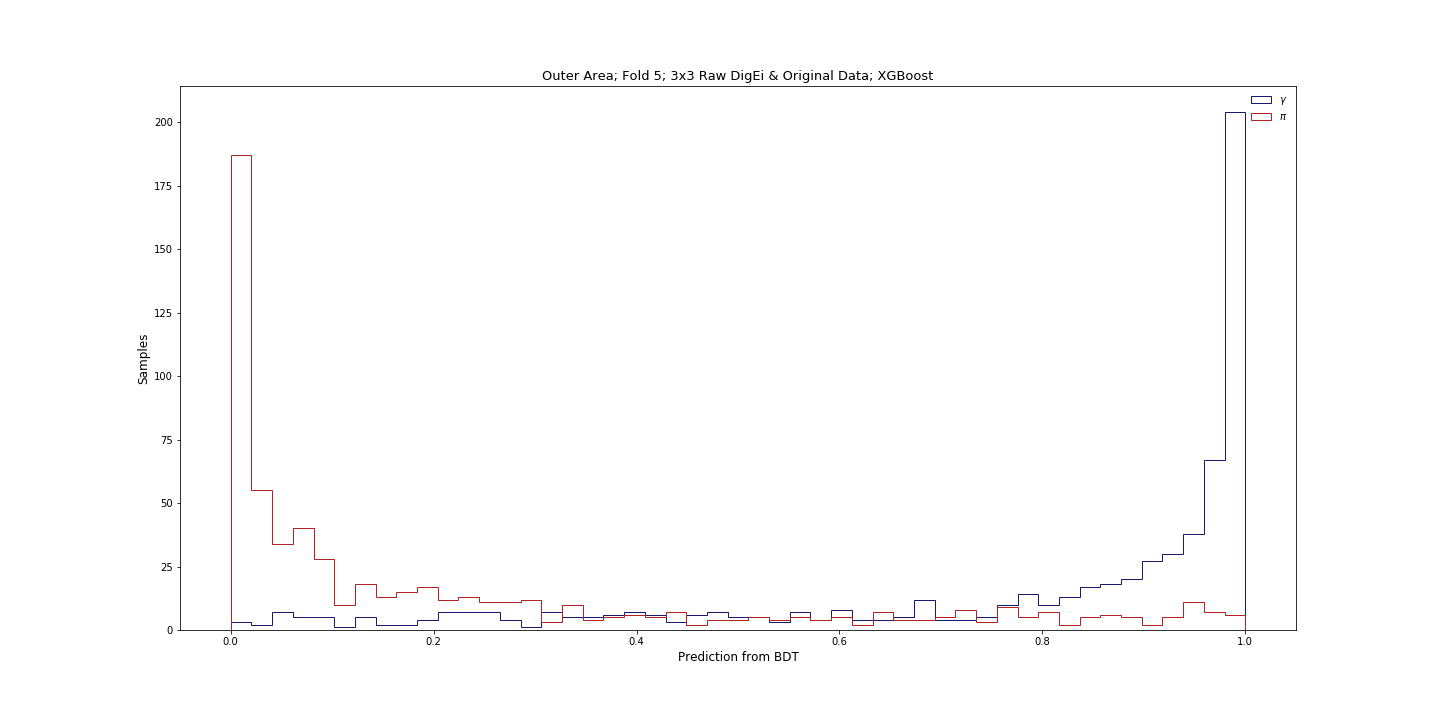 Outer Area; Fold 5; 3x3 Raw DigEi & Original Data; XGBoost
γ
π
200
175
150
125
100
75
50
25
0
Samples
0.0 0.2 0.4 0.6 0.8 1.0
Prediction from BDT